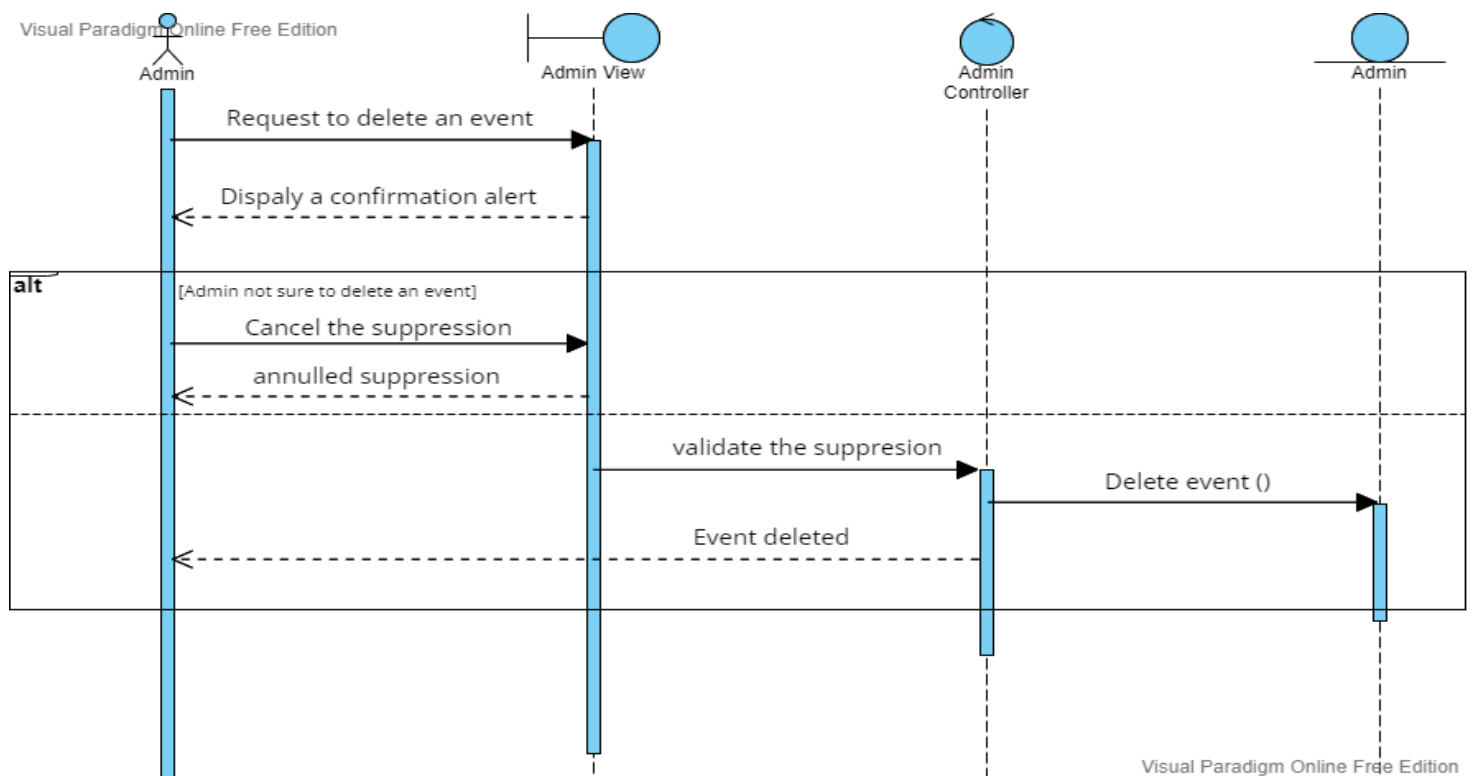 Visual Paradigm Online Free Edition
Admin
Admin View
Admin
Controller
Admin
Request to delete an event
Dispaly a confirmation alert
alt
[Admin not sure to delete an event]
Cancel the suppression
annulled suppression
validate the suppresion
Delete event ()
Event deleted
Visual Paradigm Online Free Edition